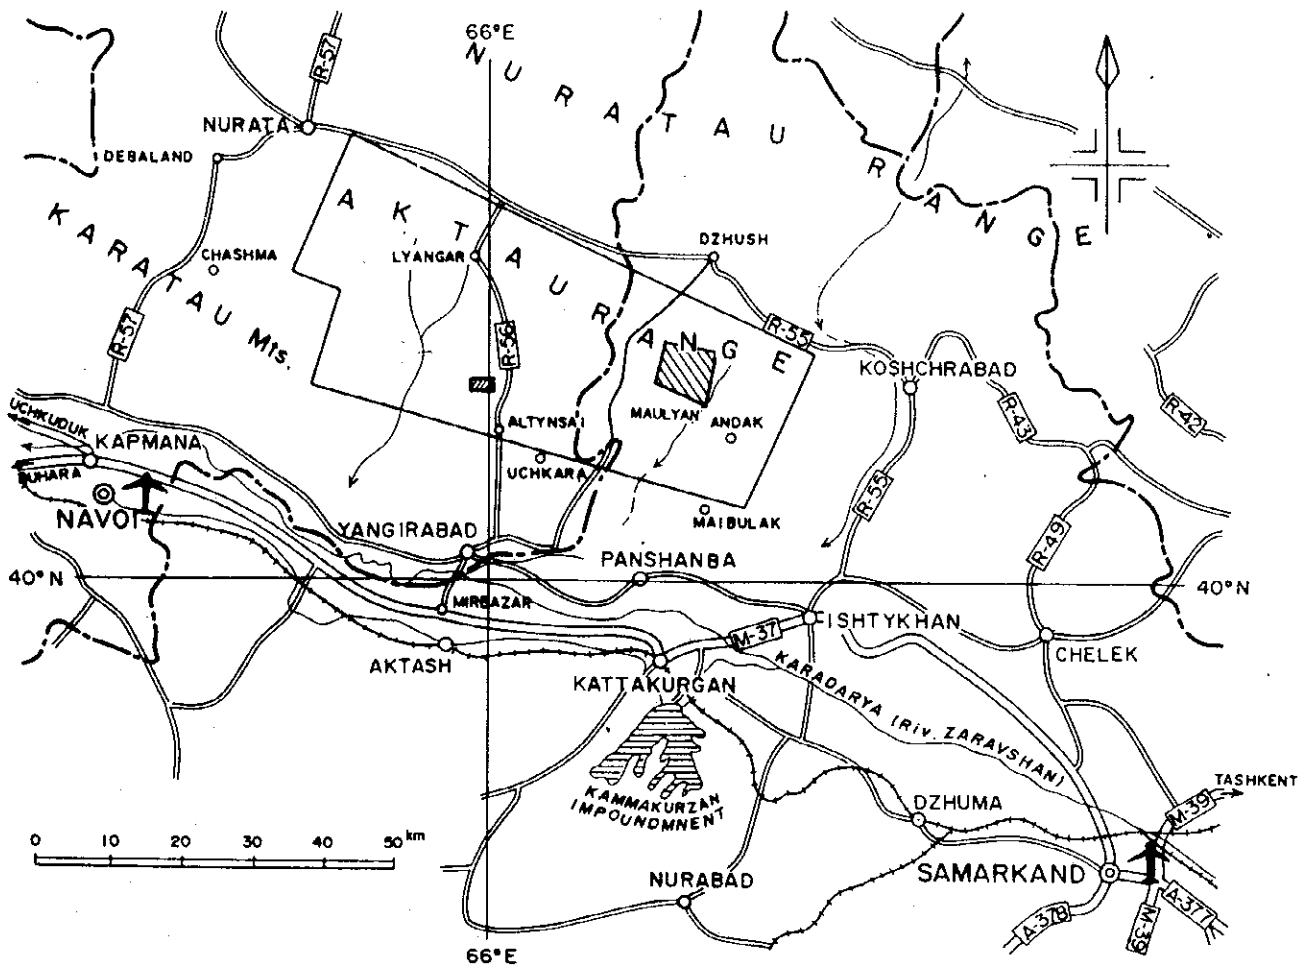 66°E
NURATAU RANGE
R-57
NURATA
DEBALAND
KARATAU Mts.
AKTAU RANGE
CHASHMA
LYANGAR
DZHUSH
R-57
R-56
R-55
KOSHCHRABAD
R-43
R-42
MAULYAN
ANDAK
ALTYNSAI
UCHKARA
UCHKUDUK
KAPMANA
BUHARA
NAVOI
R-55
MAIBULAK
R-49
YANGIRABAD
PANSHANBA
40°N
40°N
MIRBAZAR
ISHTYKHAN
M-37
CHELEK
AKTASH
KATTAKURGAN
KARADARYA (Riv. ZARAVSHAN)
KAMMAKURZAN
IMPOUNDMNENT
TASHKENT
M-39
DZHUMA
0 10 20 30 40 50 km
SAMARKAND
NURABAD
A-378
M-39
A-377
66°E